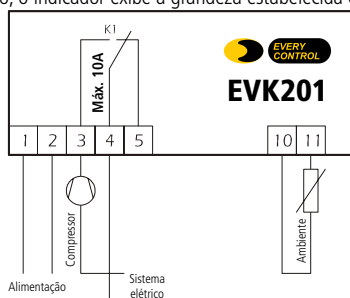 o, o indicador exibe a grandeza estabelecida
K1
Máx. 10A
EVERY
CONTROL
EVK201
1 2 3 4 5 10 11
Compressor
Ambiente
Alimentação
Sistema
elétrico